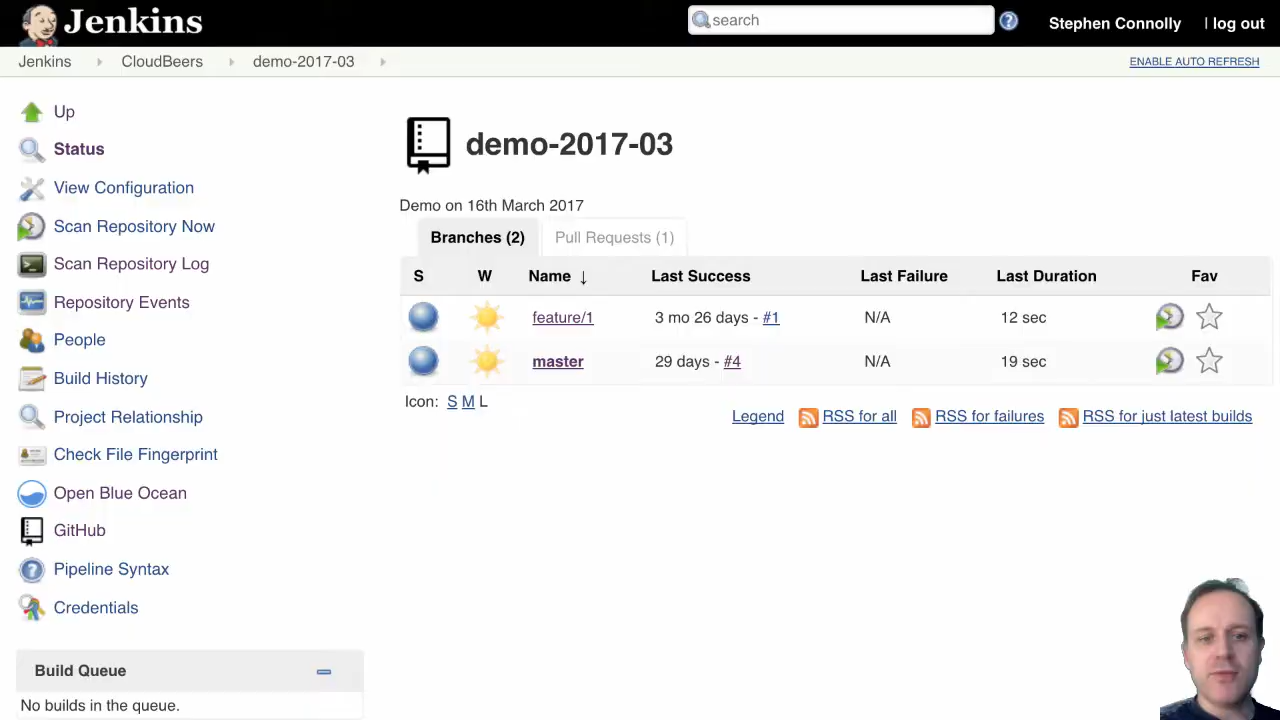 Jenkins
search
Stephen Connolly | log out
Jenkins CloudBeers demo-2017-03
ENABLE AUTO REFRESH
Up
Status
View Configuration
Scan Repository Now
Scan Repository Log
Repository Events
People
Build History
Project Relationship
Check File Fingerprint
Open Blue Ocean
GitHub
Pipeline Syntax
Credentials
Build Queue
No builds in the queue.
demo-2017-03
Demo on 16th March 2017
Branches (2) Pull Requests (1)
S W Name ↓ Last Success Last Failure Last Duration Fav
feature/1 3 mo 26 days - #1 N/A 12 sec
master 29 days - #4 N/A 19 sec
Icon: S M L
Legend RSS for all RSS for failures RSS for just latest builds